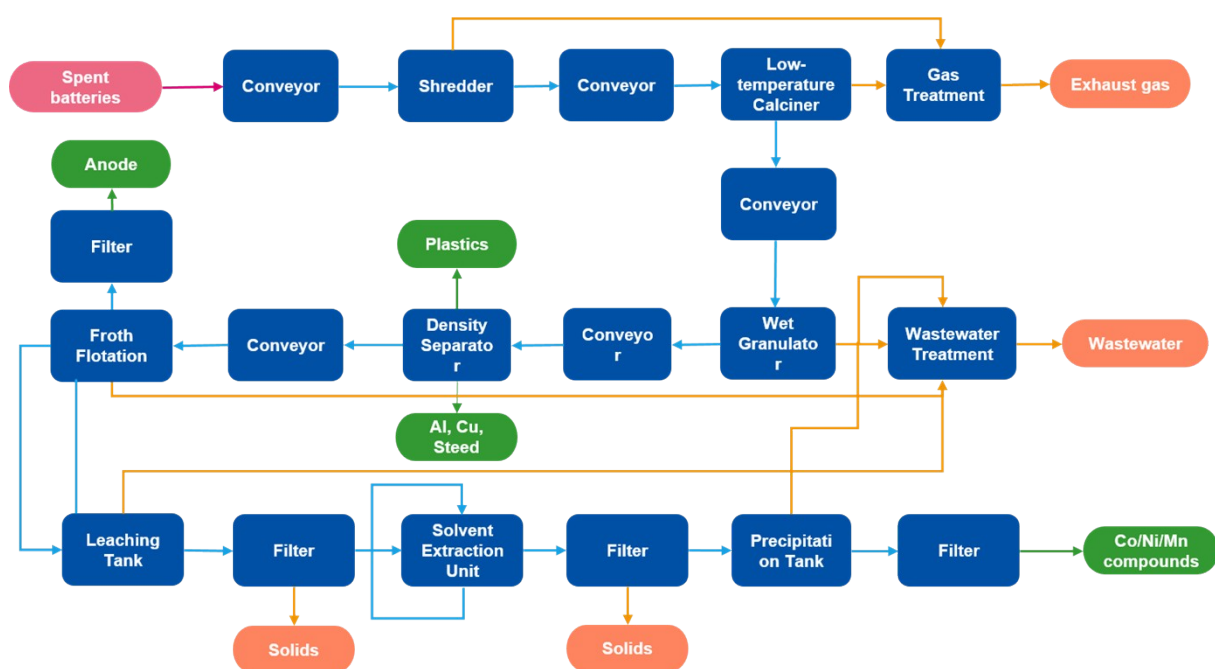 Spent
batteries
Conveyor
Shredder
Conveyor
Low-
temperature
Calciner
Gas
Treatment
Exhaust gas
Anode
Filter
Plastics
Conveyor
Froth
Flotation
Conveyor
Density
Separato
r
Conveyo
r
Wet
Granulato
r
Wastewater
Treatment
Wastewater
Al, Cu,
Steed
Leaching
Tank
Filter
Solvent
Extraction
Unit
Filter
Precipitati
on Tank
Filter
Co/Ni/Mn
compounds
Solids
Solids